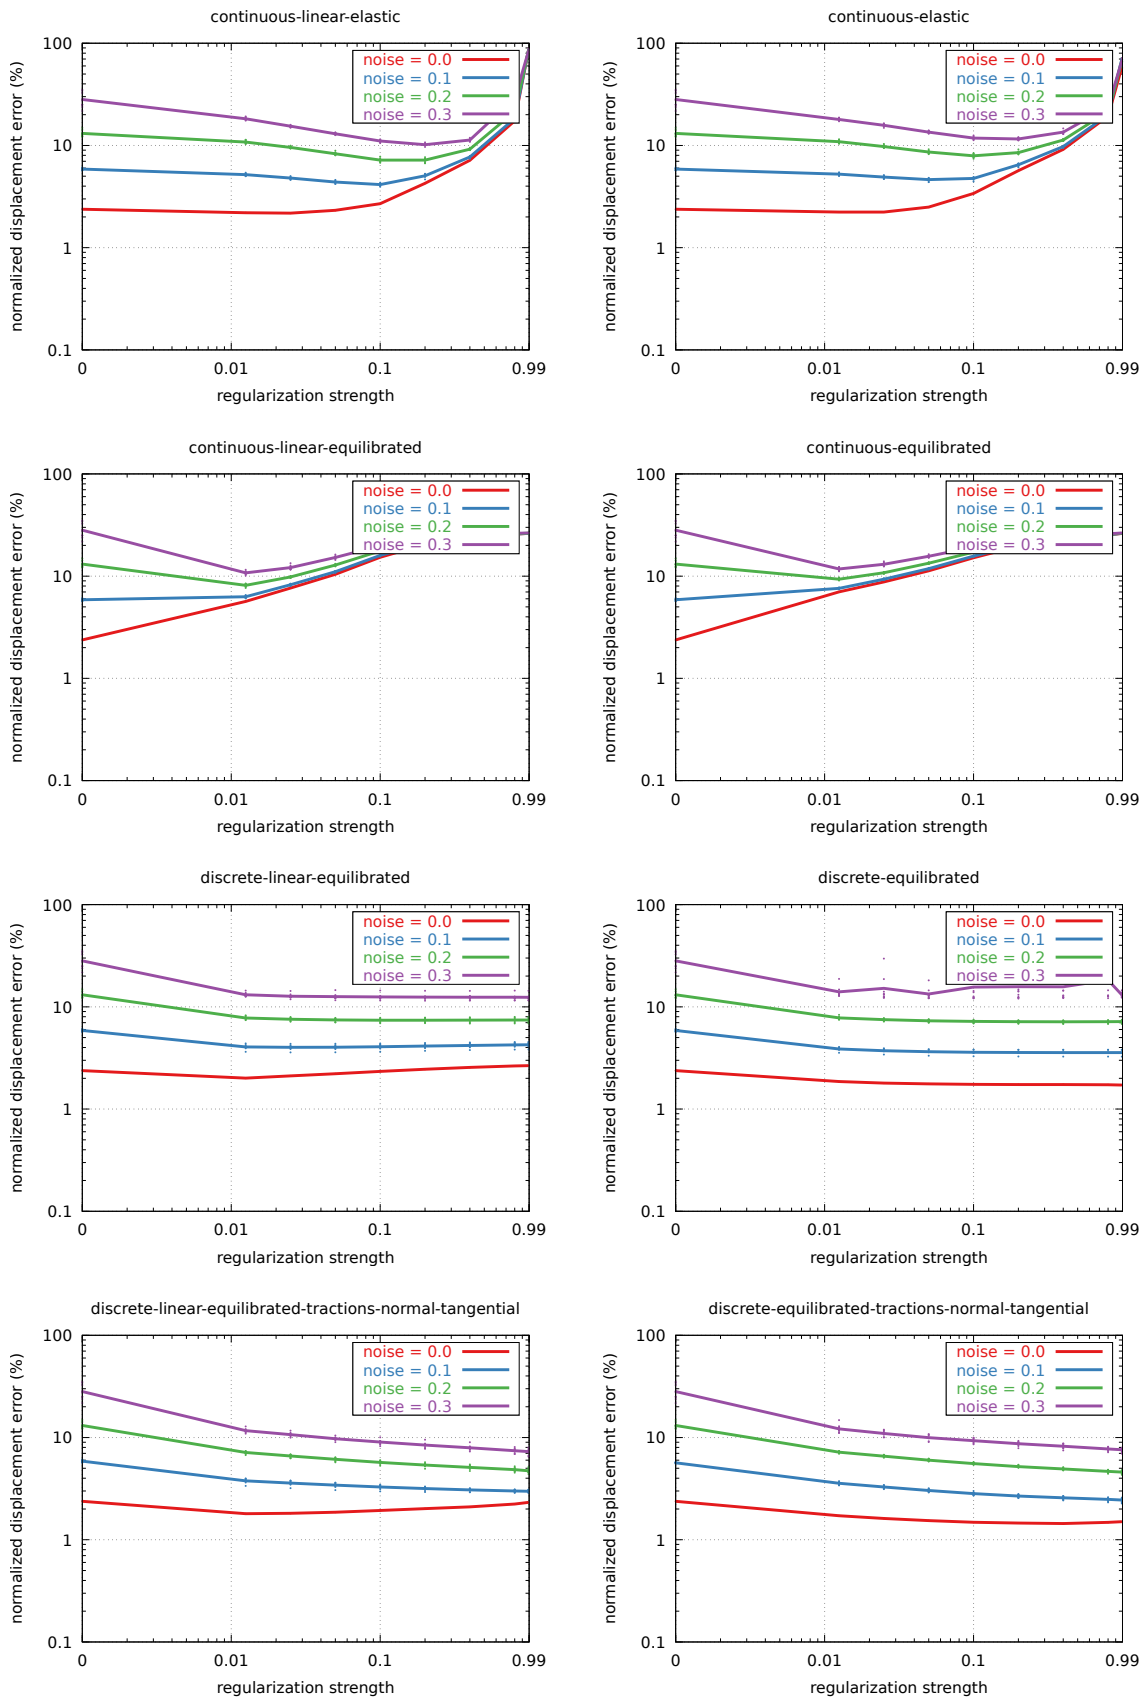 continuous-linear-elastic
normalized displacement error (%)
100
10
1
0.1
noise = 0.0
noise = 0.1
noise = 0.2
noise = 0.3
0 0.01 0.1 0.99
regularization strength
continuous-elastic
normalized displacement error (%)
100
10
1
0.1
noise = 0.0
noise = 0.1
noise = 0.2
noise = 0.3
0 0.01 0.1 0.99
regularization strength
continuous-linear-equilibrated
normalized displacement error (%)
100
10
1
0.1
noise = 0.0
noise = 0.1
noise = 0.2
noise = 0.3
0 0.01 0.1 0.99
regularization strength
continuous-equilibrated
normalized displacement error (%)
100
10
1
0.1
noise = 0.0
noise = 0.1
noise = 0.2
noise = 0.3
0 0.01 0.1 0.99
regularization strength
discrete-linear-equilibrated
normalized displacement error (%)
100
10
1
0.1
noise = 0.0
noise = 0.1
noise = 0.2
noise = 0.3
0 0.01 0.1 0.99
regularization strength
discrete-equilibrated
normalized displacement error (%)
100
10
1
0.1
noise = 0.0
noise = 0.1
noise = 0.2
noise = 0.3
0 0.01 0.1 0.99
regularization strength
discrete-linear-equilibrated-tractions-normal-tangential
normalized displacement error (%)
100
10
1
0.1
noise = 0.0
noise = 0.1
noise = 0.2
noise = 0.3
0 0.01 0.1 0.99
regularization strength
discrete-equilibrated-tractions-normal-tangential
normalized displacement error (%)
100
10
1
0.1
noise = 0.0
noise = 0.1
noise = 0.2
noise = 0.3
0 0.01 0.1 0.99
regularization strength